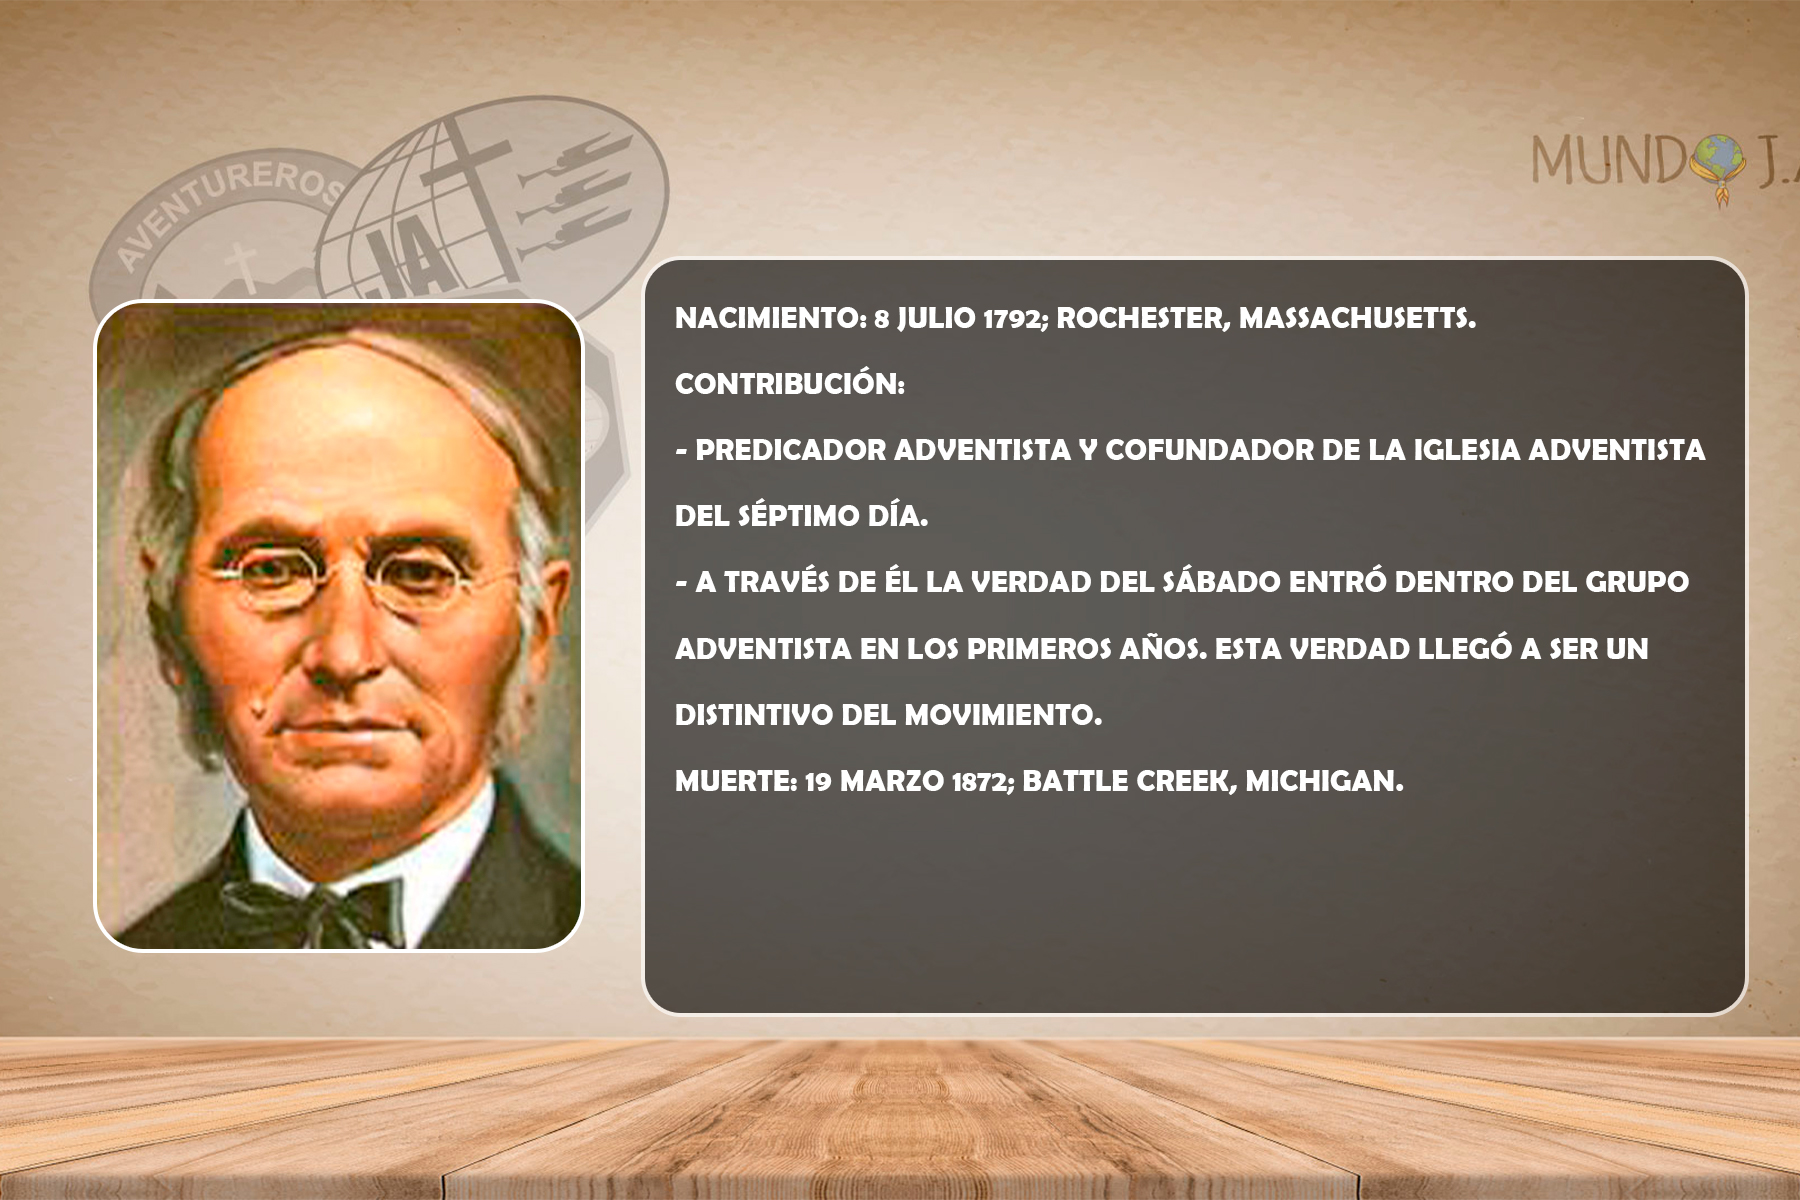 AVENTUREROS
JA
MUNDO J.A
NACIMIENTO: 8 JULIO 1792; ROCHESTER, MASSACHUSETTS.
CONTRIBUCIÓN:
- PREDICADOR ADVENTISTA Y COFUNDADOR DE LA IGLESIA ADVENTISTA
DEL SÉPTIMO DÍA.
- A TRAVÉS DE ÉL LA VERDAD DEL SÁBADO ENTRÓ DENTRO DEL GRUPO
ADVENTISTA EN LOS PRIMEROS AÑOS. ESTA VERDAD LLEGÓ A SER UN
DISTINTIVO DEL MOVIMIENTO.
MUERTE: 19 MARZO 1872; BATTLE CREEK, MICHIGAN.